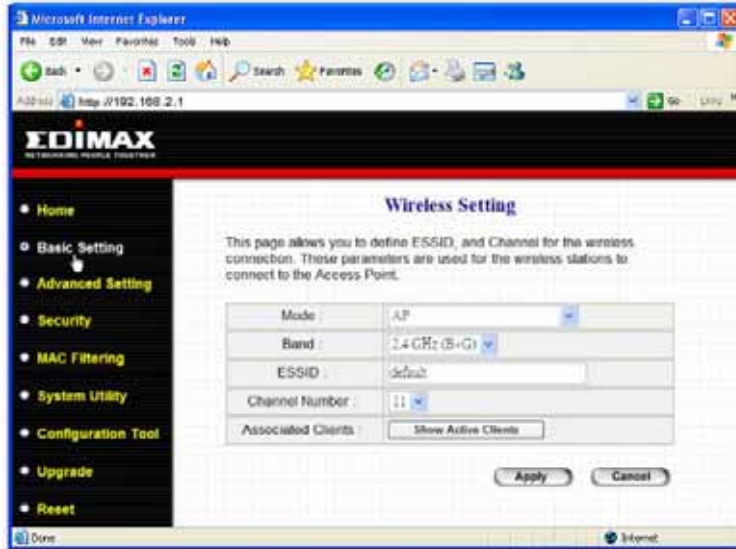 Microsoft Internet Explorer
File Edit View Favorites Tools Help
Back Search Favorites
Address http://192.168.2.1 Go Links
EDIMAX
NETWORKING PEOPLE TOGETHER
Home
Basic Setting
Advanced Setting
Security
MAC Filtering
System Utility
Configuration Tool
Upgrade
Reset
Wireless Setting
This page allows you to define ESSID, and Channel for the wireless
connection. These parameters are used for the wireless stations to
connect to the Access Point.
Mode : AP
Band : 2.4 GHz (B+G)
ESSID : default
Channel Number : 11
Associated Clients : Show Active Clients
Apply Cancel
Done Internet